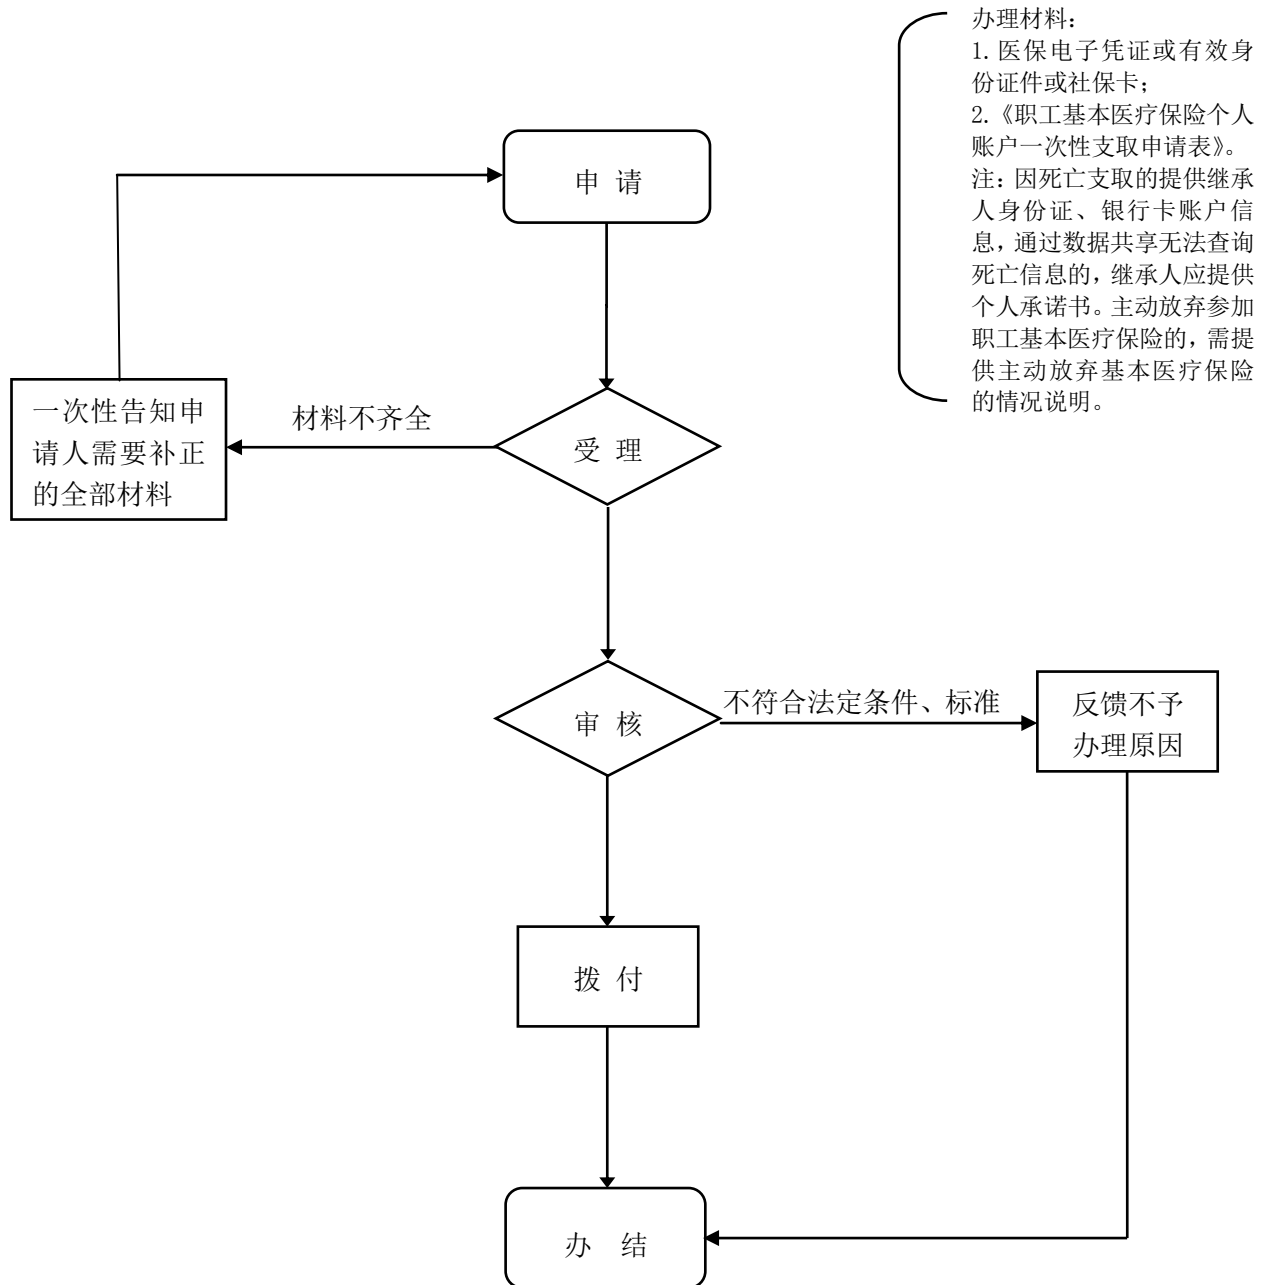 办理材料：
1.医保电子凭证或有效身
份证件或社保卡；
2.《职工基本医疗保险个人
账户一次性支取申请表》。
注：因死亡支取的提供继承
人身份证、银行卡账户信
息，通过数据共享无法查询
死亡信息的，继承人应提供
个人承诺书。主动放弃参加
职工基本医疗保险的，需提
供主动放弃基本医疗保险
的情况说明。
申 请
一次性告知申
请人需要补正
的全部材料
材料不齐全
受 理
审 核
不符合法定条件、标准
反馈不予
办理原因
拨 付
办 结